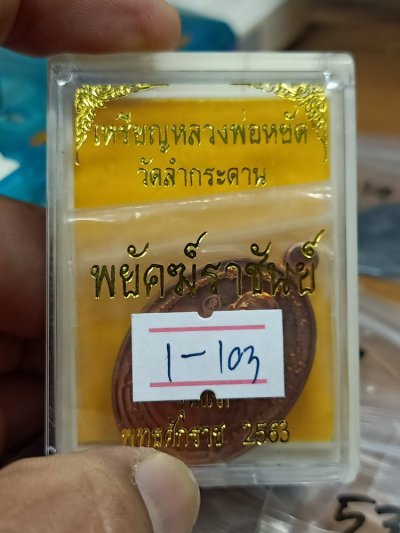 เหรียญหลวงพ่อหยัด
วัดลำกระดาน
พยัคฆ์ราชันย์
1-103
พุทธศักราช 2563